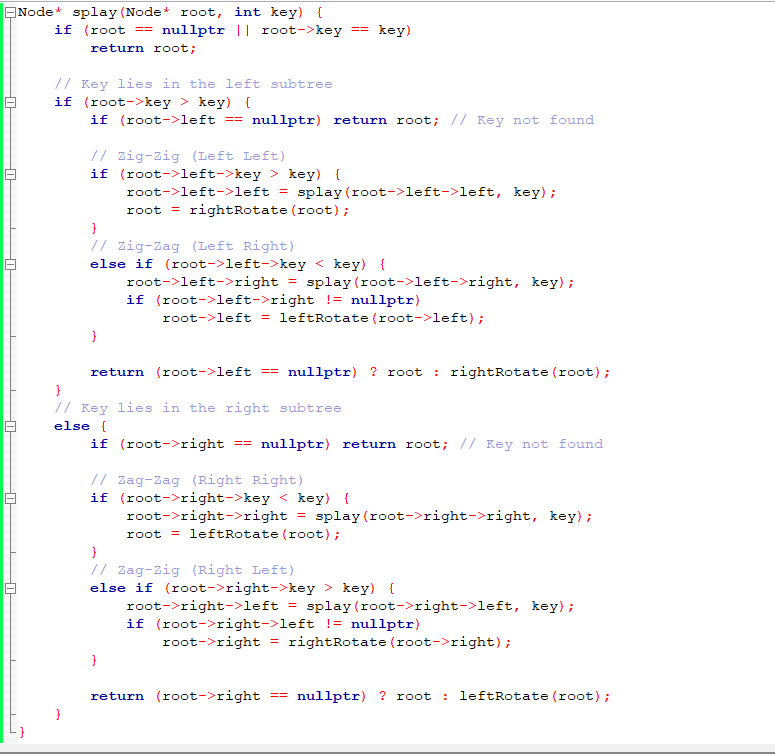 Node* splay(Node* root, int key) {
    if (root == nullptr || root->key == key)
        return root;

    // Key lies in the left subtree
    if (root->key > key) {
        if (root->left == nullptr) return root; // Key not found

        // Zig-Zig (Left Left)
        if (root->left->key > key) {
            root->left->left = splay(root->left->left, key);
            root = rightRotate(root);
        }
        // Zig-Zag (Left Right)
        else if (root->left->key < key) {
            root->left->right = splay(root->left->right, key);
            if (root->left->right != nullptr)
                root->left = leftRotate(root->left);
        }

        return (root->left == nullptr) ? root : rightRotate(root);
    }
    // Key lies in the right subtree
    else {
        if (root->right == nullptr) return root; // Key not found

        // Zag-Zag (Right Right)
        if (root->right->key < key) {
            root->right->right = splay(root->right->right, key);
            root = leftRotate(root);
        }
        // Zag-Zig (Right Left)
        else if (root->right->key > key) {
            root->right->left = splay(root->right->left, key);
            if (root->right->left != nullptr)
                root->right = rightRotate(root->right);
        }

        return (root->right == nullptr) ? root : leftRotate(root);
    }
}